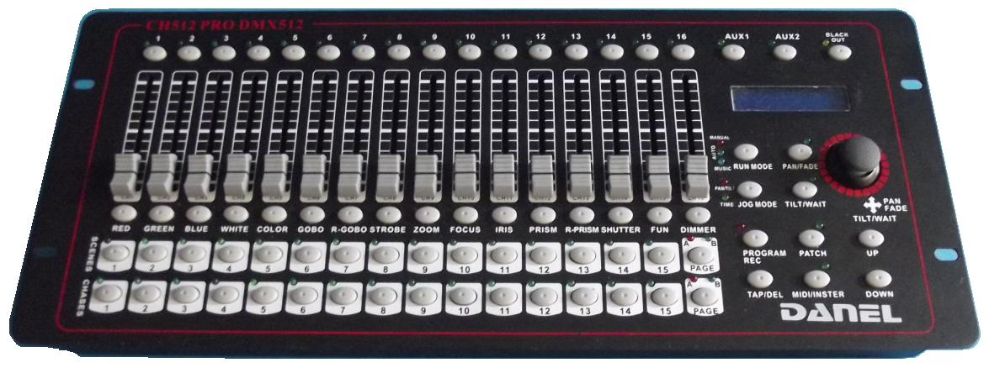 CH512 PRO DMX512
1 2 3 4 5 6 7 8 9 10 11 12 13 14 15 16
AUX1 AUX2 BLACK OUT
MANUAL
AUTO
MUSIC
RUN MODE PAN/FADE
PAN/TILT
TIME
JOG MODE TILT/WAIT
PAN
FADE
TILT/WAIT
RED GREEN BLUE WHITE COLOR GOBO R-GOBO STROBE ZOOM FOCUS IRIS PRISM R-PRISM SHUTTER FUN DIMMER
SCENES
1 2 3 4 5 6 7 8 9 10 11 12 13 14 15
A B
PAGE
PROGRAM REC PATCH UP
CHASES
1 2 3 4 5 6 7 8 9 10 11 12 13 14 15
A B
PAGE
TAP/DEL MIDI/INSTER DOWN
DANEL